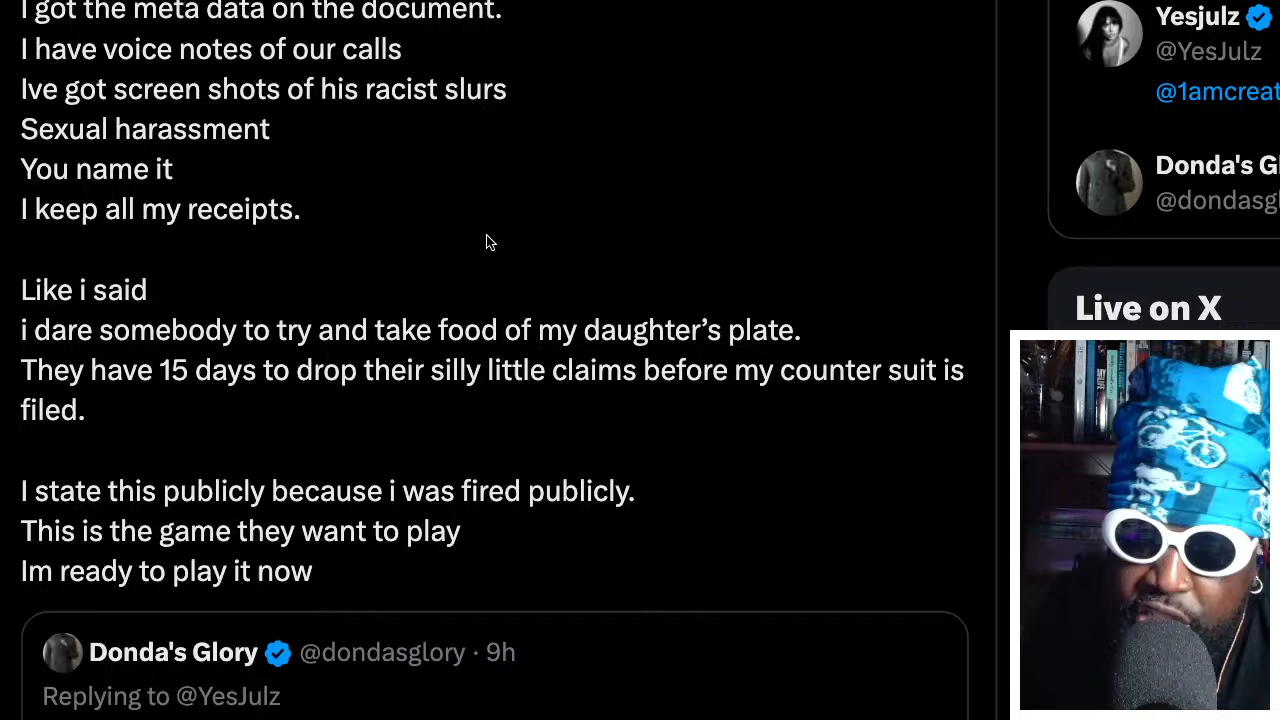 I got the meta data on the document.
I have voice notes of our calls
Ive got screen shots of his racist slurs
Sexual harassment
You name it
I keep all my receipts.
Like i said
i dare somebody to try and take food of my daughter’s plate.
They have 15 days to drop their silly little claims before my counter suit is
filed.
I state this publicly because i was fired publicly.
This is the game they want to play
Im ready to play it now
Donda's Glory @dondasglory · 9h
Replying to @YesJulz
Yesjulz
@YesJulz
@1amcreat
Donda's Gl
@dondasgl
Live on X